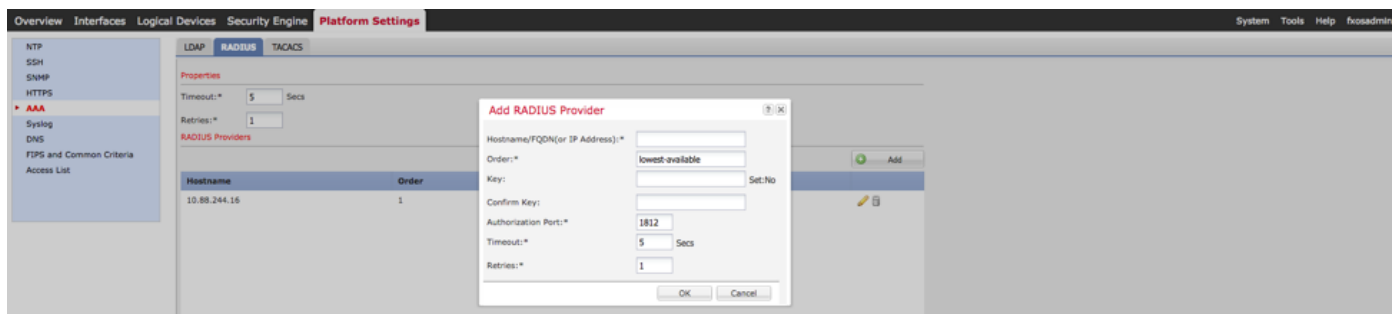 Overview Interfaces Logical Devices Security Engine Platform Settings System Tools Help fxosadmin
NTP
SSH
SNMP
HTTPS
AAA
Syslog
DNS
FIPS and Common Criteria
Access List
LDAP RADIUS TACACS
Properties
Timeout:* 5 Secs
Retries:* 1
RADIUS Providers
Add
Hostname Order
10.88.244.16 1
Add RADIUS Provider ? X
Hostname/FQDN(or IP Address):*
Order:* lowest-available
Key: Set:No
Confirm Key:
Authorization Port:* 1812
Timeout:* 5 Secs
Retries:* 1
OK Cancel